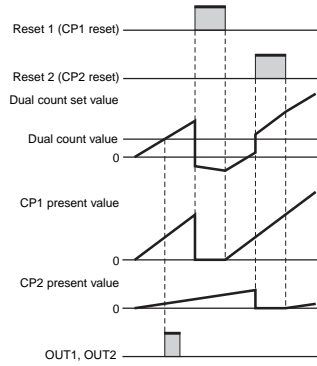 Reset 1 (CP1 reset)
Reset 2 (CP2 reset)
Dual count set value
Dual count value
0
CP1 present value
0
CP2 present value
0
OUT1, OUT2